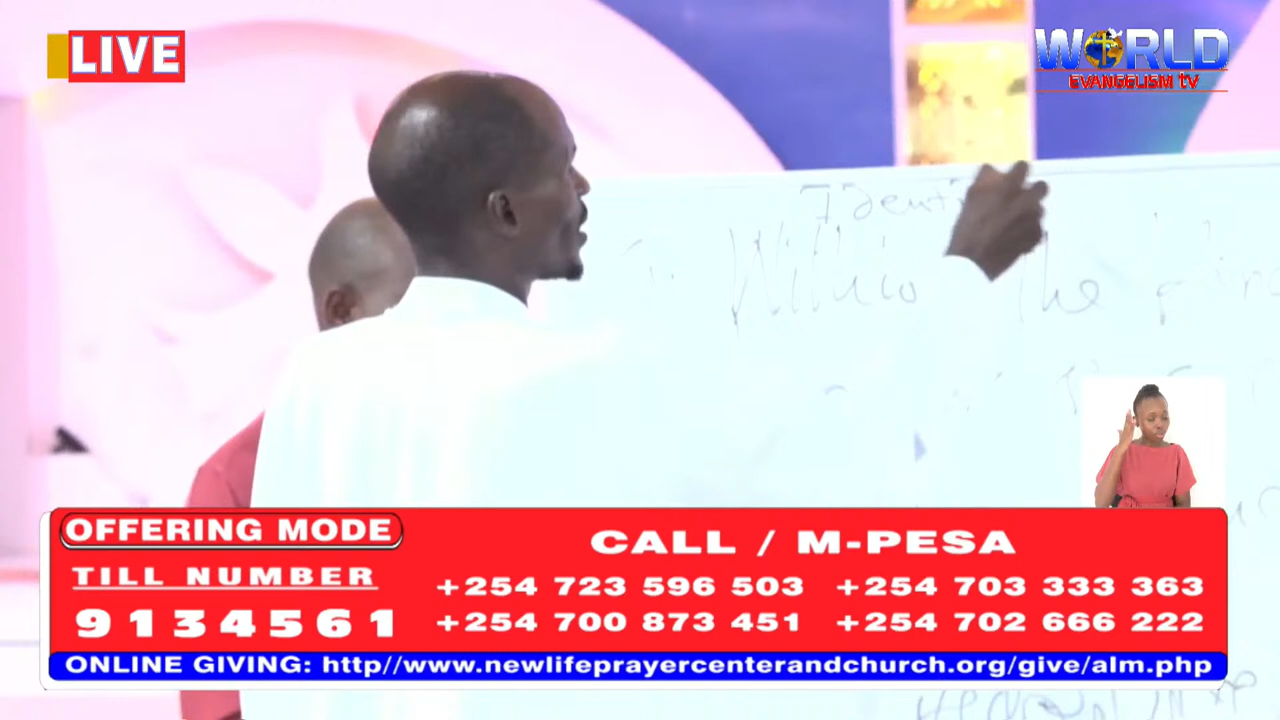 LIVE
WORLD
EVANGELISM tv
The
OFFERING MODE
TILL NUMBER
9134561
CALL / M-PESA
+254 723 596 503 +254 703 333 363
+254 700 873 451 +254 702 666 222
ONLINE GIVING: http//www.newlifeprayercenterandchurch.org/give/alm.php